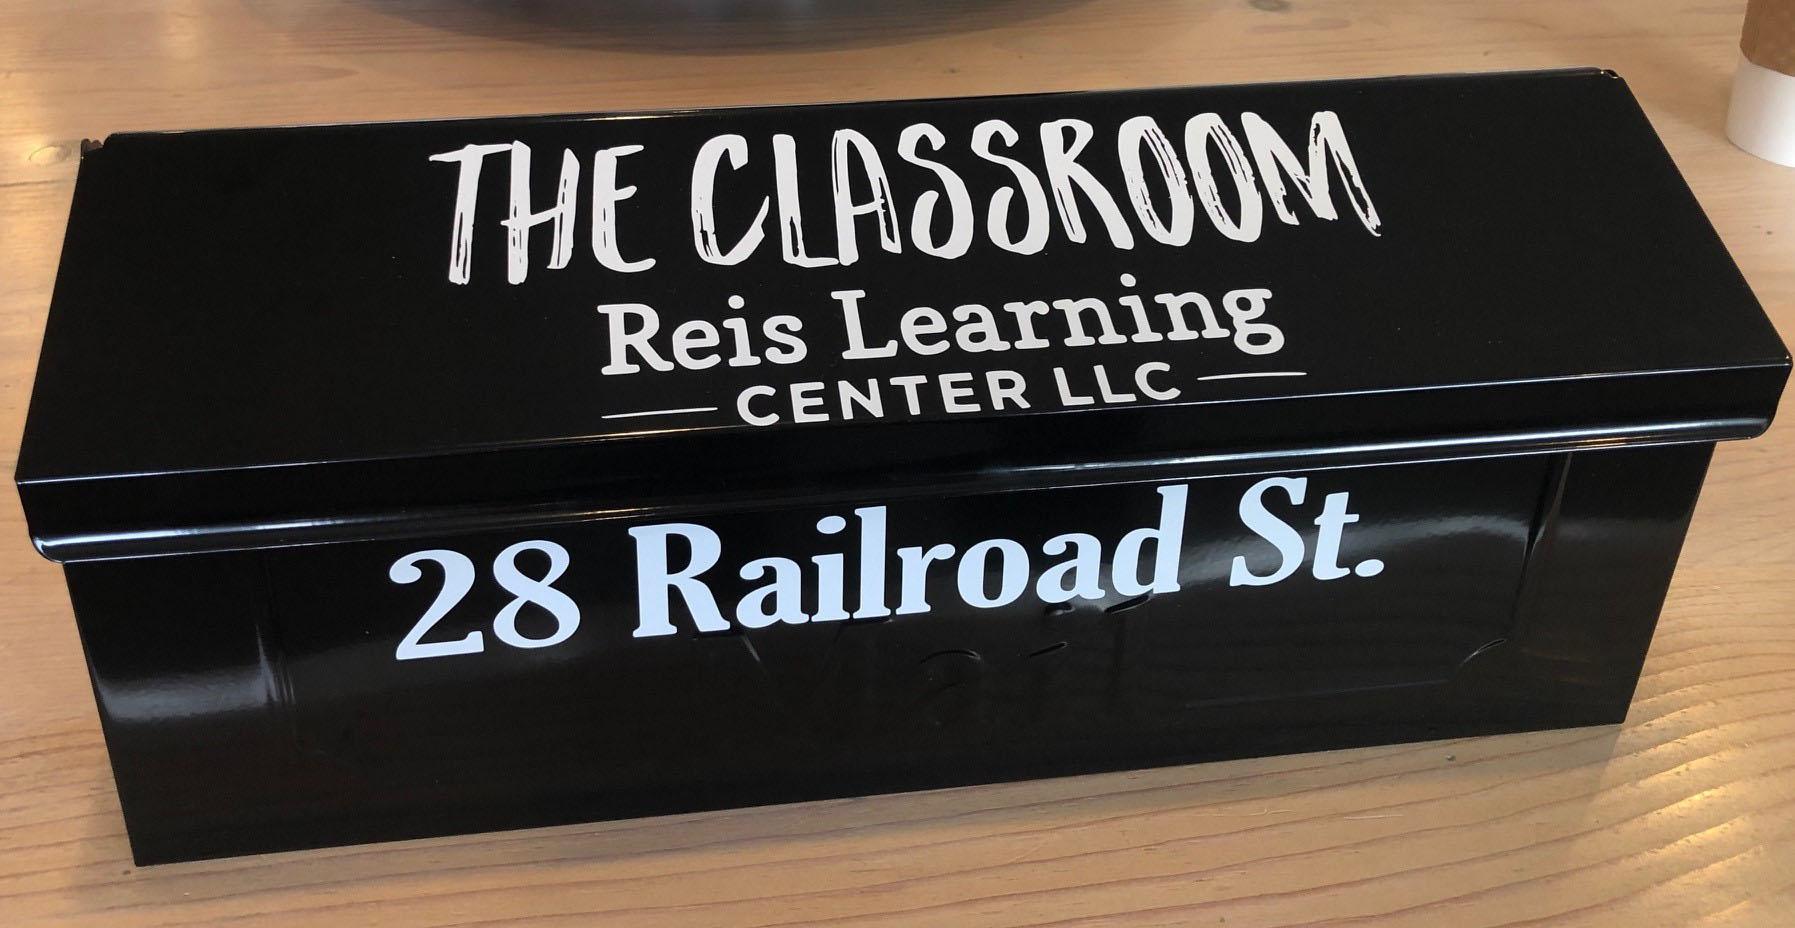 THE CLASSROOM
Reis Learning
CENTER LLC
28 Railroad St.